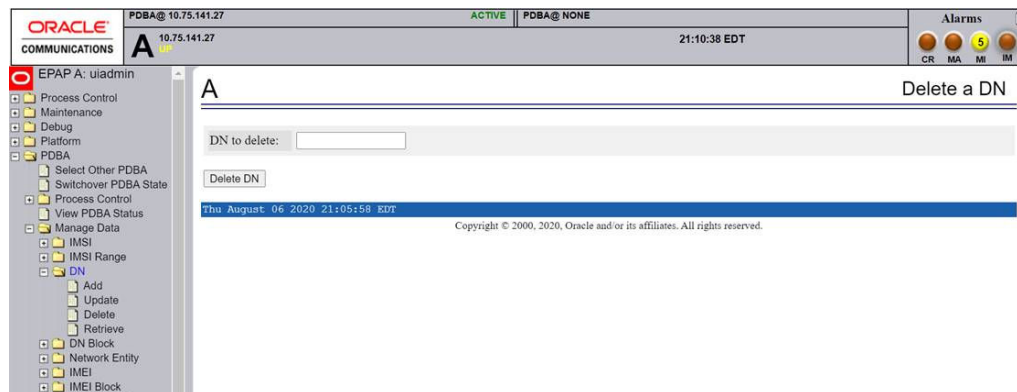 ORACLE
COMMUNICATIONS
PDBA@ 10.75.141.27
ACTIVE
PDBA@ NONE
A
10.75.141.27
UP
21:10:38 EDT
Alarms
5
CR MA MI IM
EPAP A: uiadmin
Process Control
Maintenance
Debug
Platform
PDBA
Select Other PDBA
Switchover PDBA State
Process Control
View PDBA Status
Manage Data
IMSI
IMSI Range
DN
Add
Update
Delete
Retrieve
DN Block
Network Entity
IMEI
IMEI Block
A
Delete a DN
DN to delete:
Delete DN
Thu August 06 2020 21:05:58 EDT
Copyright © 2000, 2020, Oracle and/or its affiliates. All rights reserved.